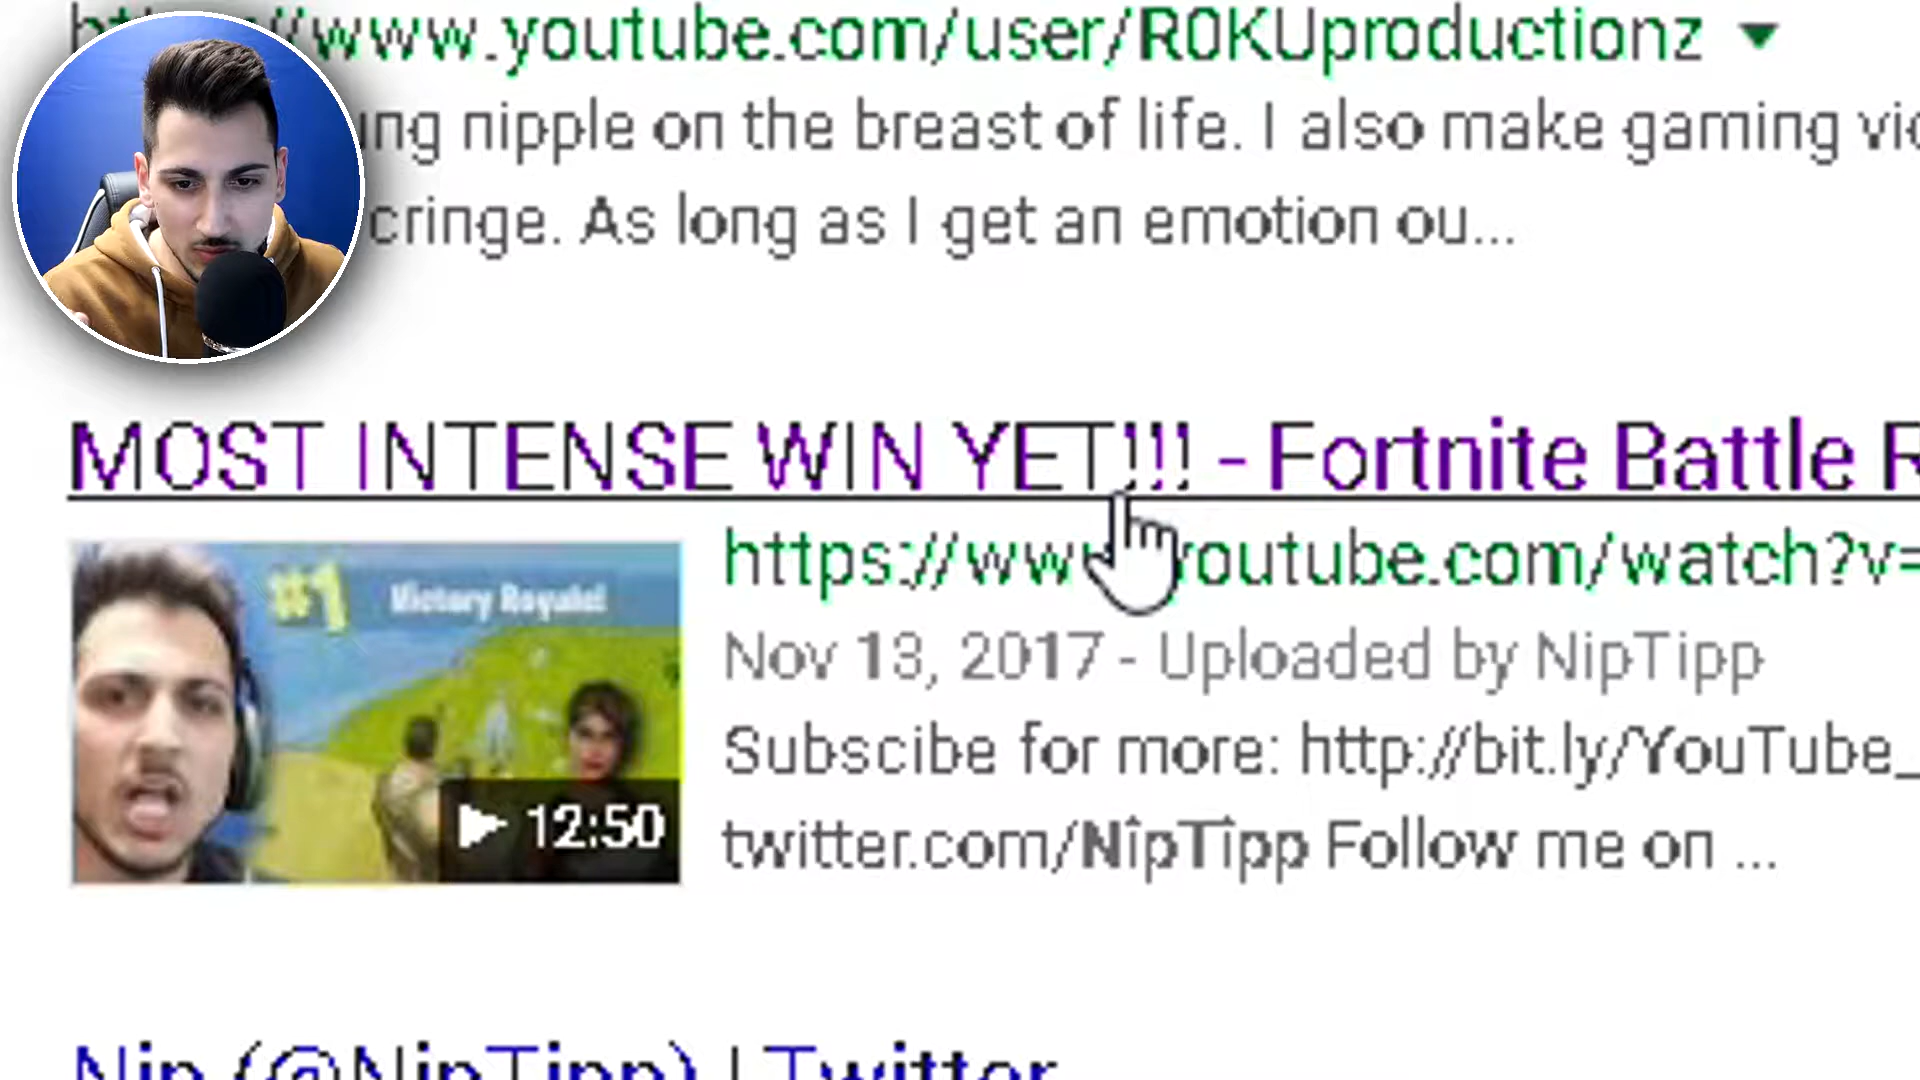 www.youtube.com/user/R0KUproductionz
nipple on the breast of life. I also make gaming
cringe. As long as I get an emotion ou...
MOST INTENSE WIN YET!!! - Fortnite Battle R
#1 Victory Royale!
12:50
https://www.youtube.com/watch?v=
Nov 13, 2017 - Uploaded by NipTipp
Subscibe for more: http://bit.ly/YouTube_
twitter.com/NipTipp Follow me on ...
Nip (@NipTipp) | Twitter